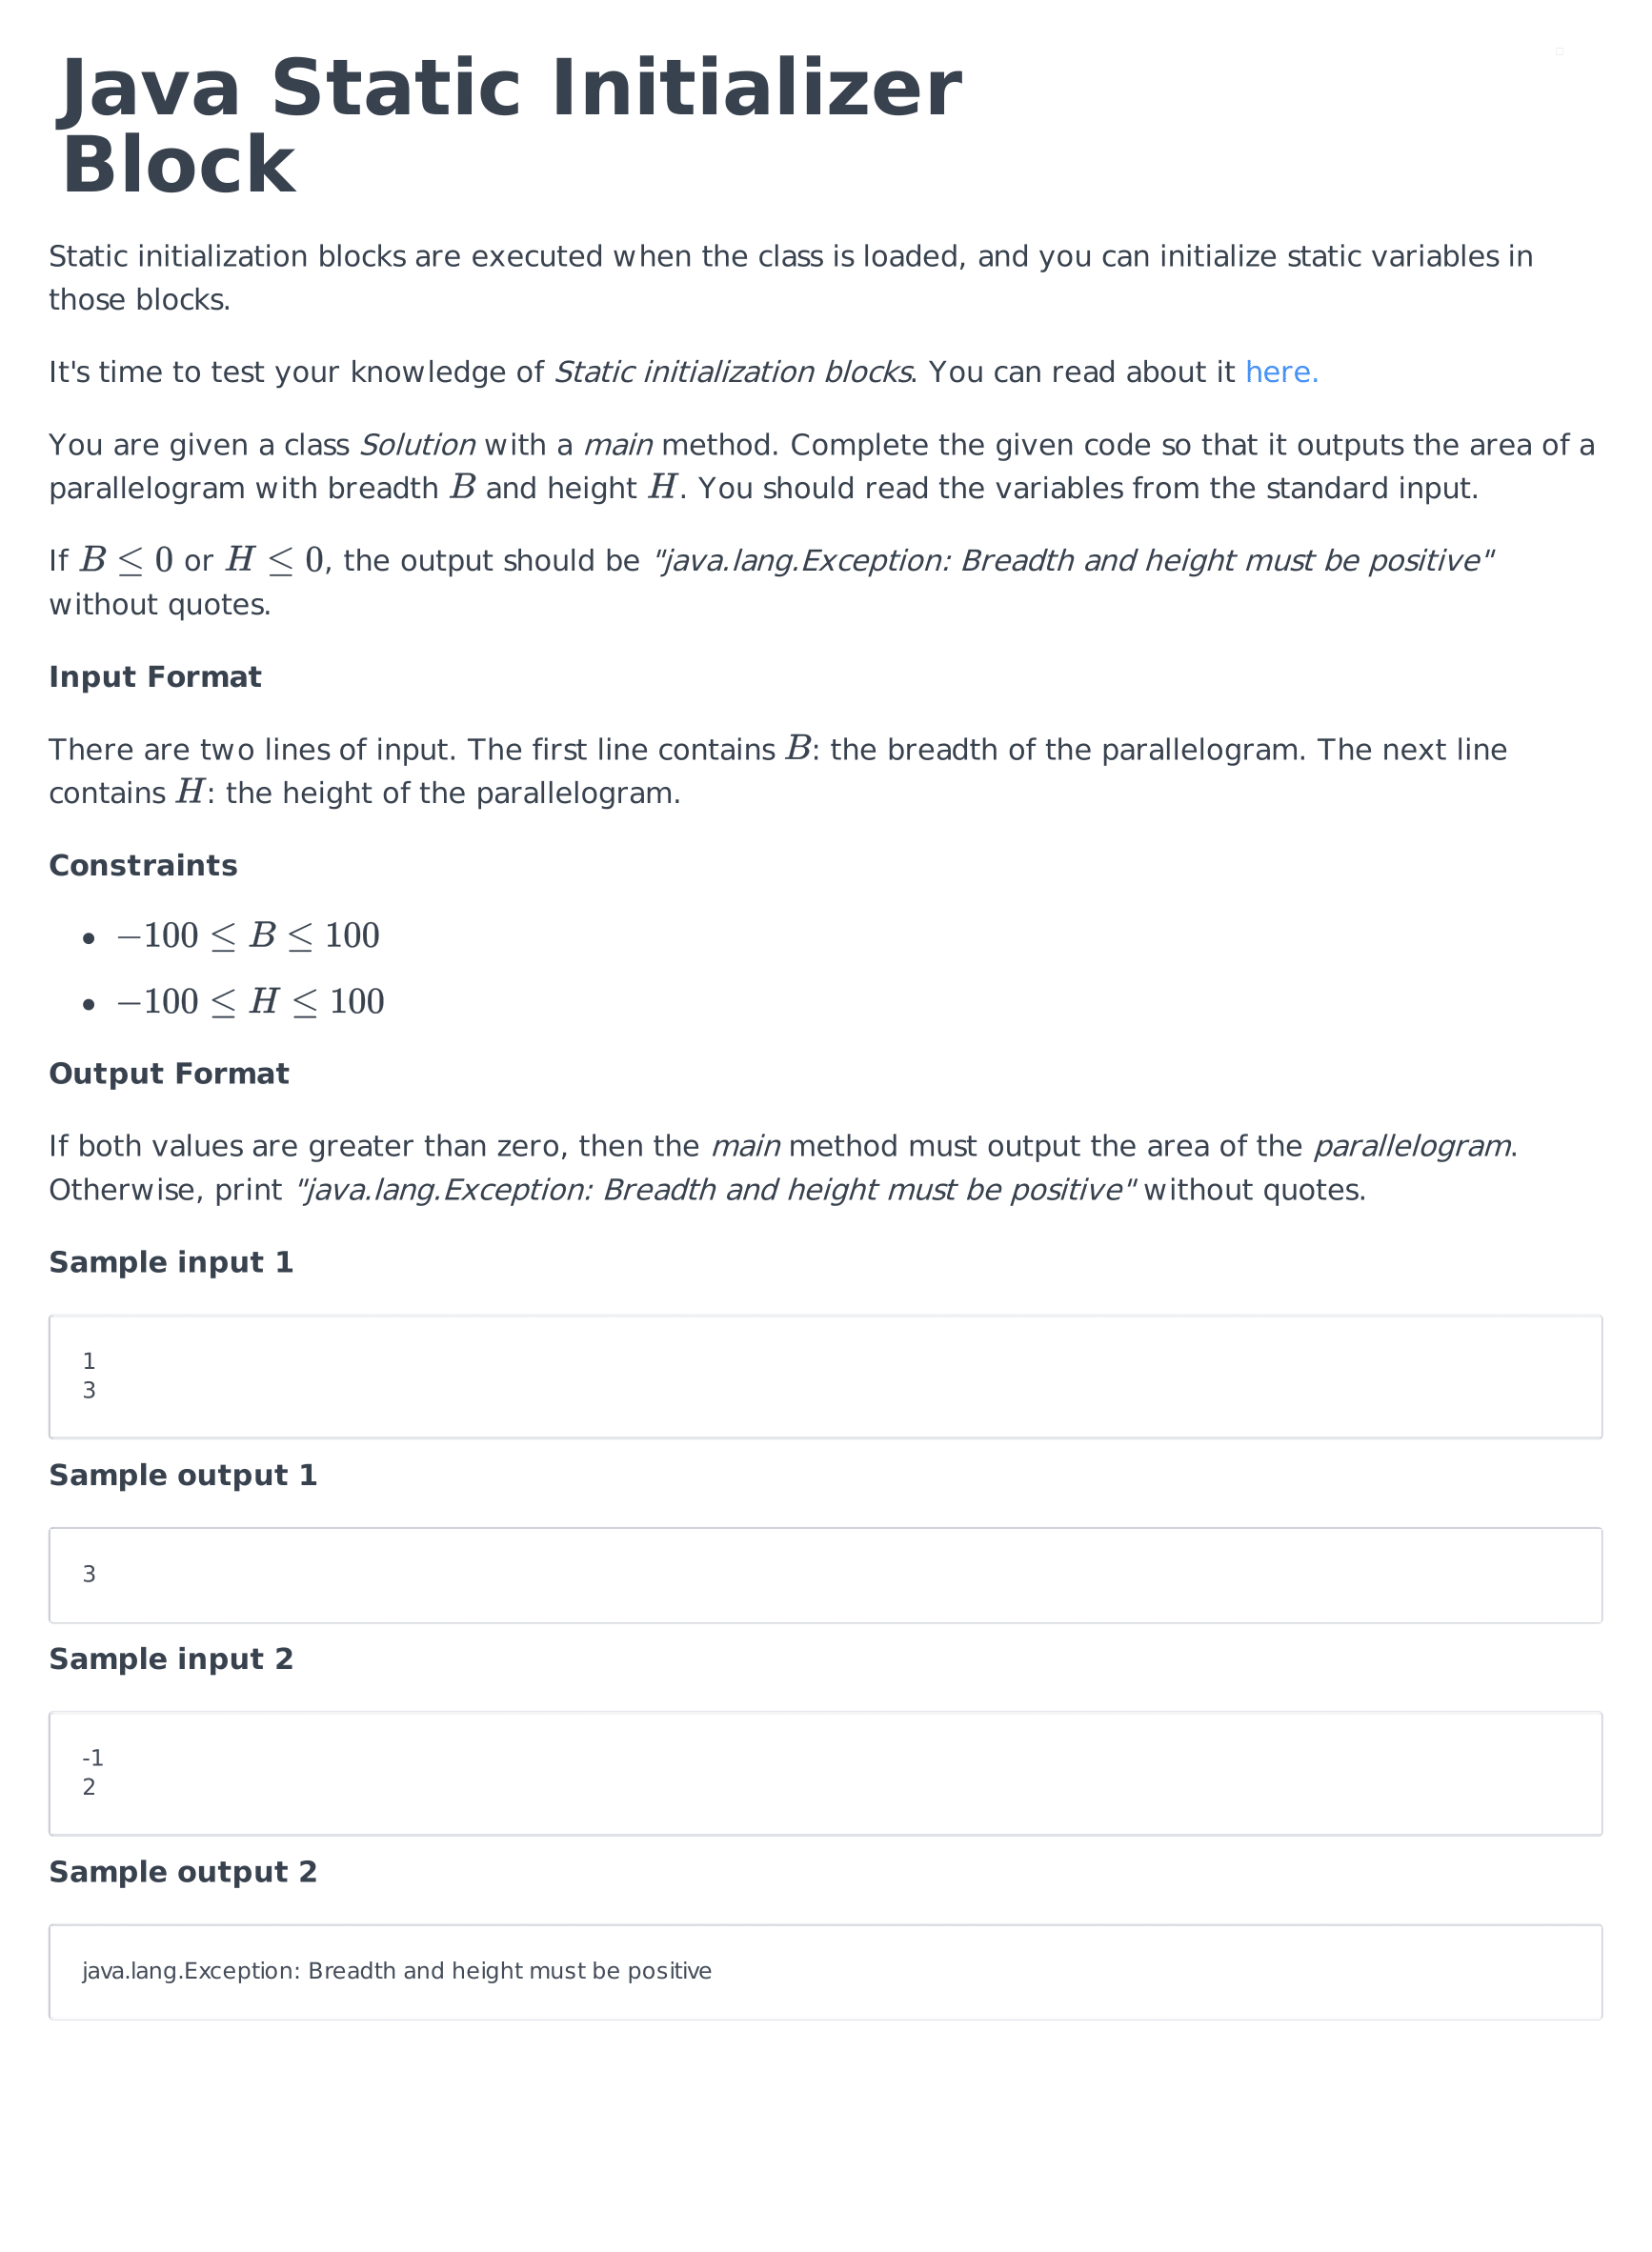 Java Static Initializer
Block
Static initialization blocks are executed when the class is loaded, and you can initialize static variables in
those blocks.
It's time to test your knowledge of Static initialization blocks. You can read about it here.
You are given a class Solution with a main method. Complete the given code so that it outputs the area of a
parallelogram with breadth B and height H. You should read the variables from the standard input.
If B ≤ 0 or H ≤ 0, the output should be "java.lang.Exception: Breadth and height must be positive"
without quotes.
Input Format
There are two lines of input. The first line contains B: the breadth of the parallelogram. The next line
contains H: the height of the parallelogram.
Constraints
• −100 ≤ B ≤ 100
• −100 ≤ H ≤ 100
Output Format
If both values are greater than zero, then the main method must output the area of the parallelogram.
Otherwise, print "java.lang.Exception: Breadth and height must be positive" without quotes.
Sample input 1
1
3
Sample output 1
3
Sample input 2
-1
2
Sample output 2
java.lang.Exception: Breadth and height must be positive